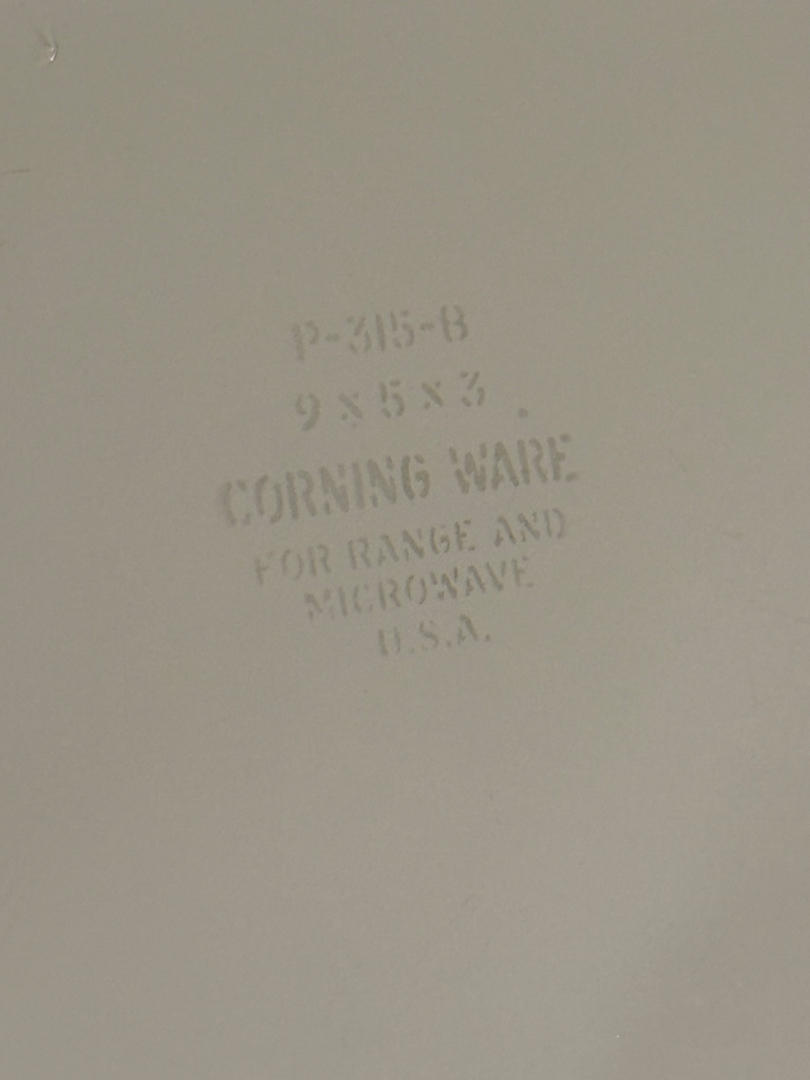 P-315-B
9 x 5 x 3
CORNING WARE
FOR RANGE AND
MICROWAVE
U.S.A.